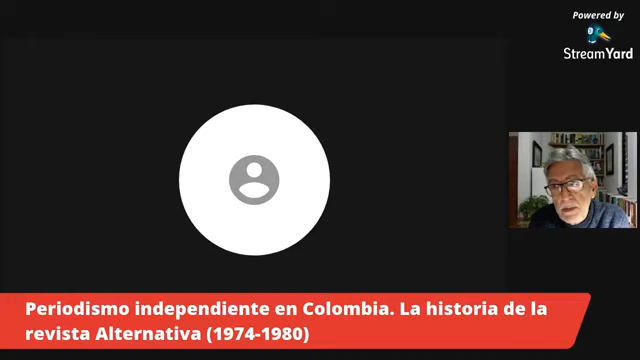 Powered by
StreamYard
Periodismo independiente en Colombia. La historia de la
revista Alternativa (1974-1980)